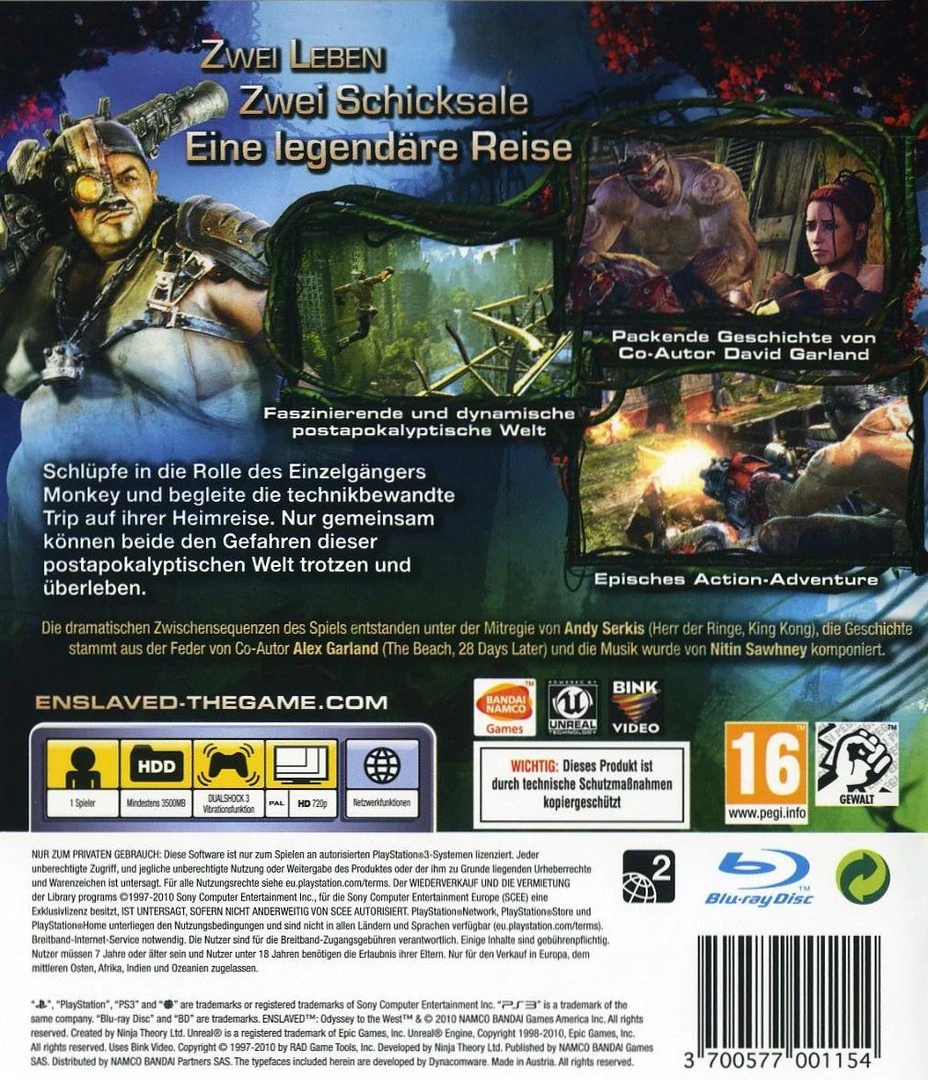 ZWEI LEBEN
ZWEI SCHICKSALE
EINE LEGENDÄRE REISE
Packende Geschichte von
Co-Autor David Garland
Faszinierende und dynamische
postapokalyptische Welt
Schlüpfe in die Rolle des Einzelgängers
Monkey und begleite die technikbewandte
Trip auf ihrer Heimreise. Nur gemeinsam
können beide den Gefahren dieser
postapokalyptischen Welt trotzen und
überleben.
Episches Action-Adventure
Die dramatischen Zwischensequenzen des Spiels entstanden unter der Mitregie von Andy Serkis (Herr der Ringe, King Kong), die Geschichte
stammt aus der Feder von Co-Autor Alex Garland (The Beach, 28 Days Later) und die Musik wurde von Nitin Sawhney komponiert.
ENSLAVED-THEGAME.COM
BANDAI
NAMCO
Games
POWERED BY
UNREAL
TECHNOLOGY
BINK
VIDEO
HDD
1 Spieler
Mindestens 3500MB
DUALSHOCK 3
Vibrationsfunktion
PAL
HD 720p
Netzwerkfunktionen
WICHTIG: Dieses Produkt ist
durch technische Schutzmaßnahmen
kopiergeschützt
16
www.pegi.info
GEWALT
NUR ZUM PRIVATEN GEBRAUCH: Diese Software ist nur zum Spielen an autorisierten PlayStation®3-Systemen lizenziert. Jeder
unberechtigte Zugriff, und jegliche unberechtigte Nutzung oder Weitergabe des Produktes oder der ihm zu Grunde liegenden Urheberrechte
und Warenzeichen ist untersagt. Für alle Nutzungsrechte siehe eu.playstation.com/terms. Der WIEDERVERKAUF UND DIE VERMIETUNG
der Library programs ©1997-2010 Sony Computer Entertainment Inc., für die Sony Computer Entertainment Europe (SCEE) eine
Exklusivlizenz besitzt, IST UNTERSAGT, SOFERN NICHT ANDERWEITIG VON SCEE AUTORISIERT. PlayStation®Network, PlayStation®Store und
PlayStation®Home unterliegen den Nutzungsbedingungen und sind nicht in allen Ländern und Sprachen verfügbar (eu.playstation.com/terms).
Breitband-Internet-Service notwendig. Die Nutzer sind für die Breitband-Zugangsgebühren verantwortlich. Einige Inhalte sind gebührenpflichtig.
Nutzer müssen 7 Jahre oder älter sein und Nutzer unter 18 Jahren benötigen die Erlaubnis ihrer Eltern. Nur für den Verkauf in Europa, dem
mittleren Osten, Afrika, Indien und Ozeanien zugelassen.
2
Blu-ray Disc™
"", "PlayStation", "PS3" and "" are trademarks or registered trademarks of Sony Computer Entertainment Inc. "PS3" is a trademark of the
same company. "Blu-ray Disc" and "BD" are trademarks. ENSLAVED™: Odyssey to the West™ & © 2010 NAMCO BANDAI Games America Inc. All rights
reserved. Created by Ninja Theory Ltd. Unreal® is a registered trademark of Epic Games, Inc. Unreal® Engine, Copyright 1998-2010, Epic Games, Inc.
All rights reserved. Uses Bink Video. Copyright © 1997-2010 by RAD Game Tools, Inc. Developed by Ninja Theory Ltd. Published by NAMCO BANDAI Games
SAS. Distributed by NAMCO BANDAI Partners SAS. The typefaces included herein are developed by Dynacomware. Made in Austria. All rights reserved.
3 700577 001154